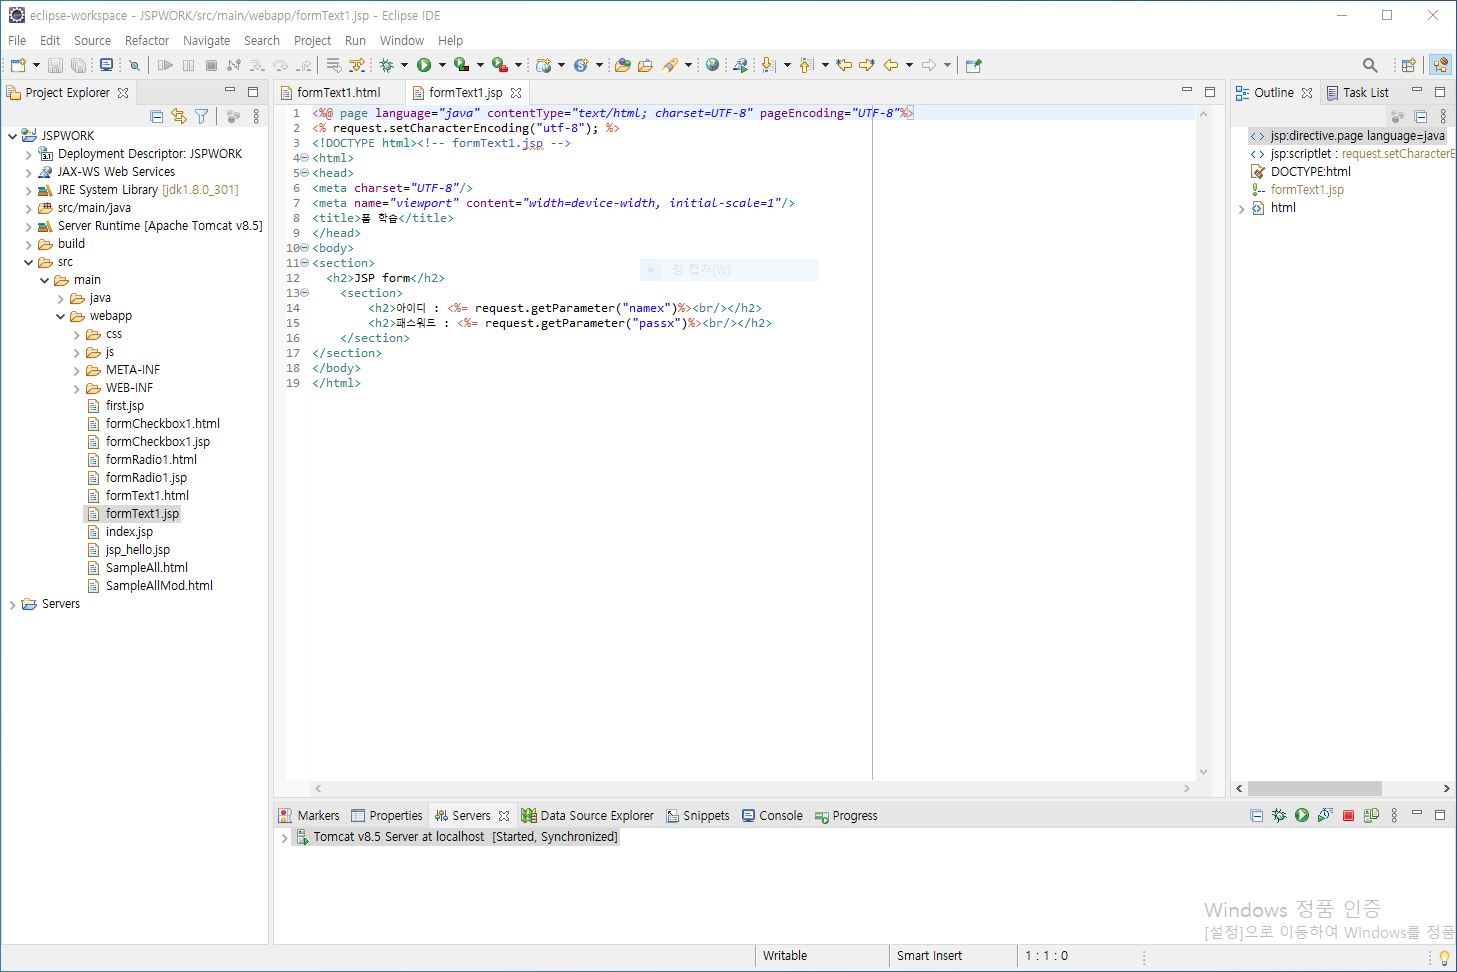 eclipse-workspace - JSPWORK/src/main/webapp/formText1.jsp - Eclipse IDE
File Edit Source Refactor Navigate Search Project Run Window Help
Project Explorer
JSPWORK
Deployment Descriptor: JSPWORK
JAX-WS Web Services
JRE System Library [jdk1.8.0_301]
src/main/java
Server Runtime [Apache Tomcat v8.5]
build
src
main
java
webapp
css
js
META-INF
WEB-INF
first.jsp
formCheckbox1.html
formCheckbox1.jsp
formRadio1.html
formRadio1.jsp
formText1.html
formText1.jsp
index.jsp
jsp_hello.jsp
SampleAll.html
SampleAllMod.html
Servers
formText1.html formText1.jsp
1 <%@ page language="java" contentType="text/html; charset=UTF-8" pageEncoding="UTF-8"%>
2 <% request.setCharacterEncoding("utf-8"); %>
3 <!DOCTYPE html><!-- formText1.jsp -->
4 <html>
5 <head>
6 <meta charset="UTF-8"/>
7 <meta name="viewport" content="width=device-width, initial-scale=1"/>
8 <title>폼 학습</title>
9 </head>
10 <body>
11 <section>
12 <h2>JSP form</h2>
13 <section>
14 <h2>아이디 : <%= request.getParameter("namex")%><br/></h2>
15 <h2>패스워드 : <%= request.getParameter("passx")%><br/></h2>
16 </section>
17 </section>
18 </body>
19 </html>
창 캡처(W)
Outline Task List
jsp:directive.page language=java
jsp:scriptlet : request.setCharacterE
DOCTYPE:html
formText1.jsp
html
Markers Properties Servers Data Source Explorer Snippets Console Progress
Tomcat v8.5 Server at localhost [Started, Synchronized]
Windows 정품 인증
[설정]으로 이동하여 Windows를 정품
Writable Smart Insert 1 : 1 : 0